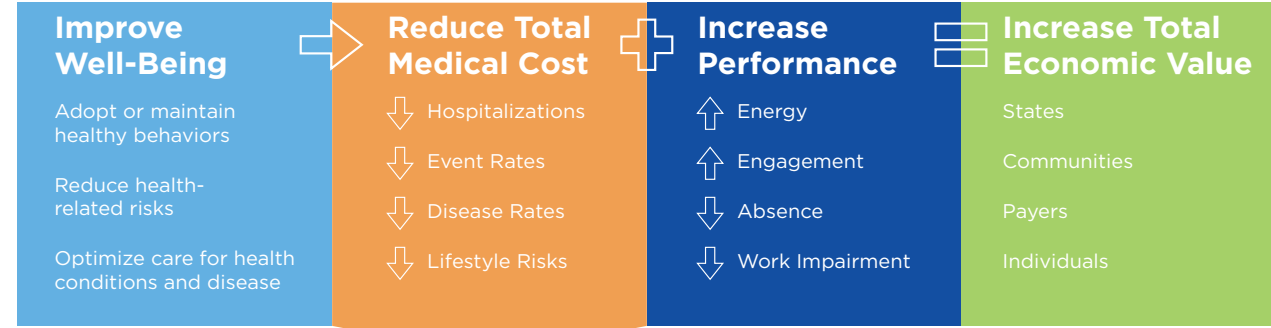 Improve
Well-Being
Adopt or maintain
healthy behaviors
Reduce health-
related risks
Optimize care for health
conditions and disease
Reduce Total
Medical Cost
Hospitalizations
Event Rates
Disease Rates
Lifestyle Risks
Increase
Performance
Energy
Engagement
Absence
Work Impairment
Increase Total
Economic Value
States
Communities
Payers
Individuals